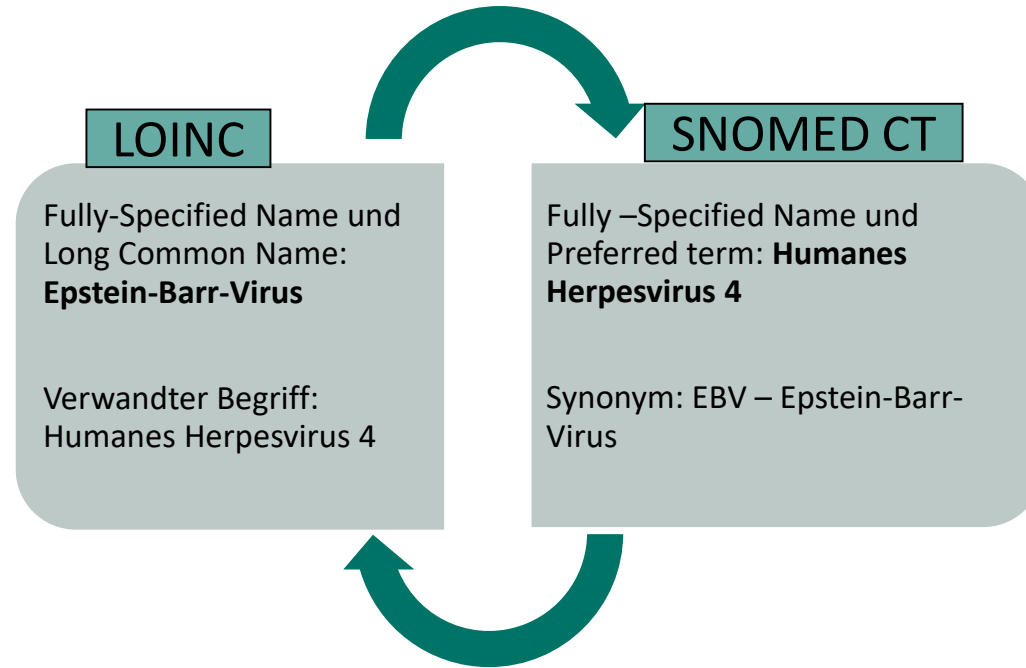 LOINC
Fully-Specified Name und
Long Common Name:
Epstein-Barr-Virus
Verwandter Begriff:
Humanes Herpesvirus 4
SNOMED CT
Fully –Specified Name und
Preferred term: Humanes
Herpesvirus 4
Synonym: EBV – Epstein-Barr-
Virus